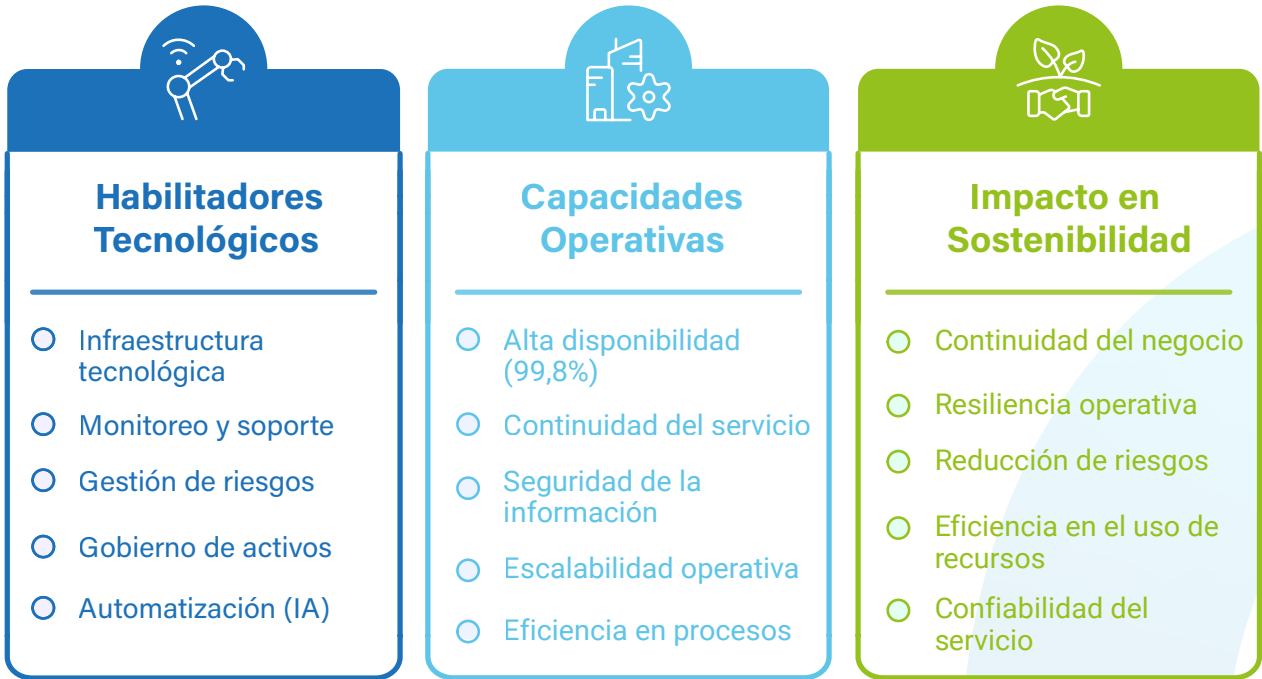 Habilitadores
Tecnológicos
Infraestructura
tecnológica
Monitoreo y soporte
Gestión de riesgos
Gobierno de activos
Automatización (IA)
Capacidades
Operativas
Alta disponibilidad
(99,8%)
Continuidad del servicio
Seguridad de la
información
Escalabilidad operativa
Eficiencia en procesos
Impacto en
Sostenibilidad
Continuidad del negocio
Resiliencia operativa
Reducción de riesgos
Eficiencia en el uso de
recursos
Confiabilidad del
servicio